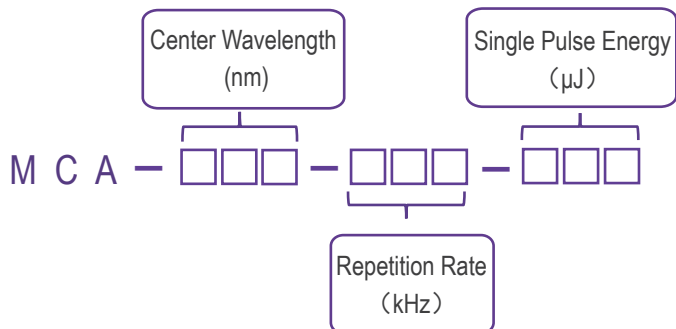 Center Wavelength
(nm)
Single Pulse Energy
（μJ）
M C A – □□□ – □□□ – □□□
Repetition Rate
（kHz）